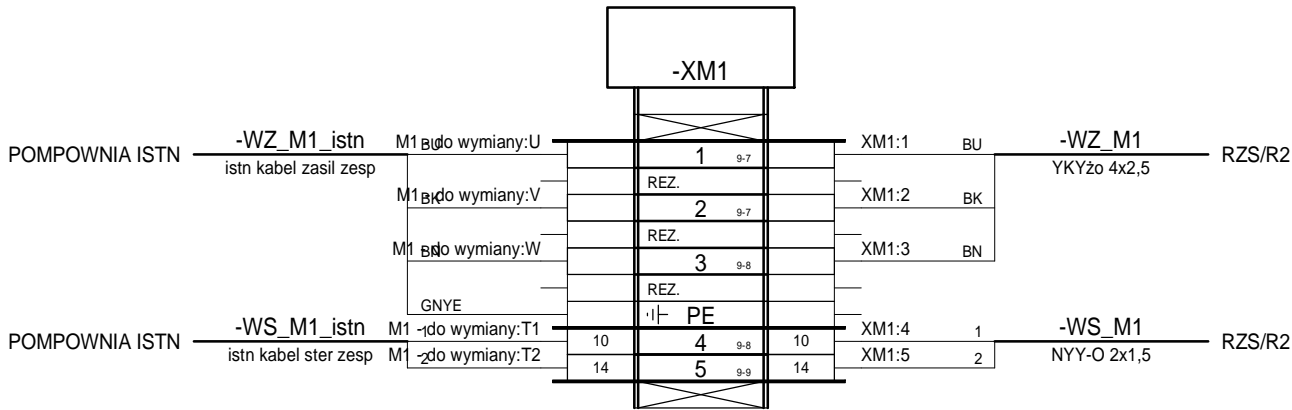 -XM1
-WZ_M1_istn M1 - do wymiany:U BU XM1:1 BU -WZ_M1
POMPOWNIA ISTN 1 9-7 RZS/R2
istn kabel zasil zesp YKYżo 4x2,5
REZ.
M1 - do wymiany:V BK 2 9-7 XM1:2 BK
REZ.
M1 - do wymiany:W BN 3 9-8 XM1:3 BN
REZ.
GNYE PE
-WS_M1_istn M1 - do wymiany:T1 1 XM1:4 1 -WS_M1
POMPOWNIA ISTN 10 4 9-8 10 RZS/R2
istn kabel ster zesp M1 - do wymiany:T2 2 XM1:5 2 NYY-O 2x1,5
14 5 9-9 14